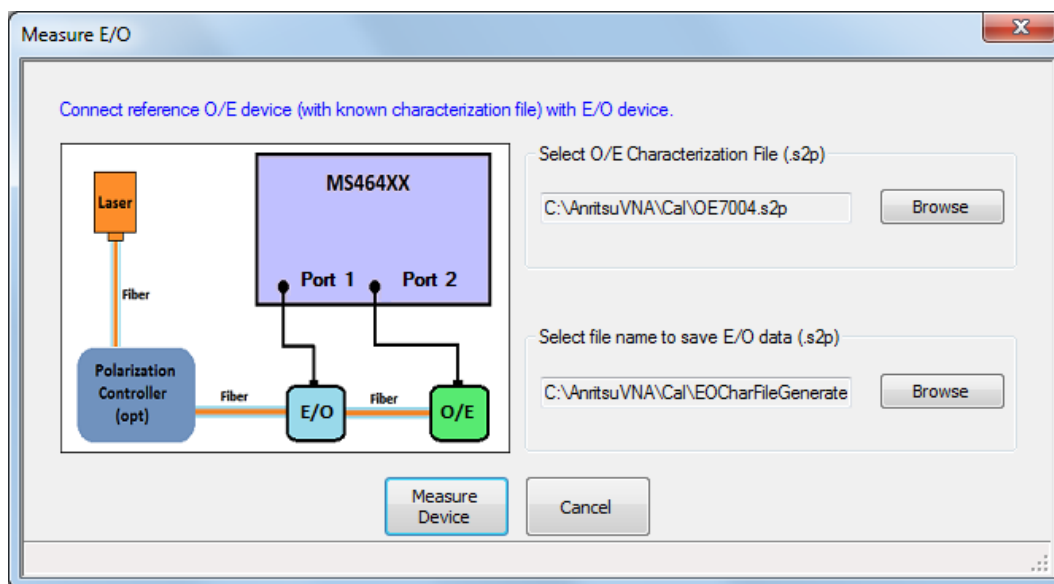 Measure E/O
Connect reference O/E device (with known characterization file) with E/O device.
MS464XX
Laser
Port 1
Port 2
Fiber
Polarization
Controller
(opt)
Fiber
E/O
Fiber
O/E
Select O/E Characterization File (.s2p)
C:\AnritsuVNA\Cal\OE7004.s2p
Browse
Select file name to save E/O data (.s2p)
C:\AnritsuVNA\Cal\EOCharFileGenerate
Browse
Measure
Device
Cancel